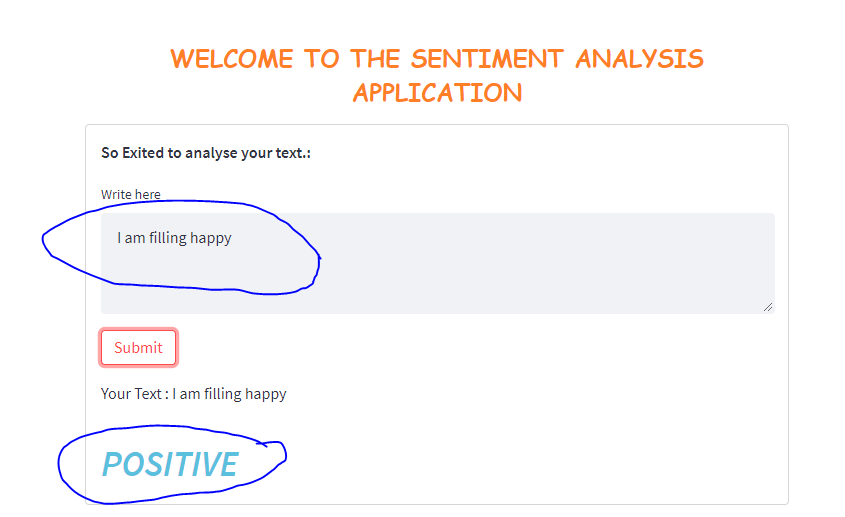 WELCOME TO THE SENTIMENT ANALYSIS
APPLICATION
So Exited to analyse your text.:
Write here
I am filling happy
Submit
Your Text : I am filling happy
POSITIVE